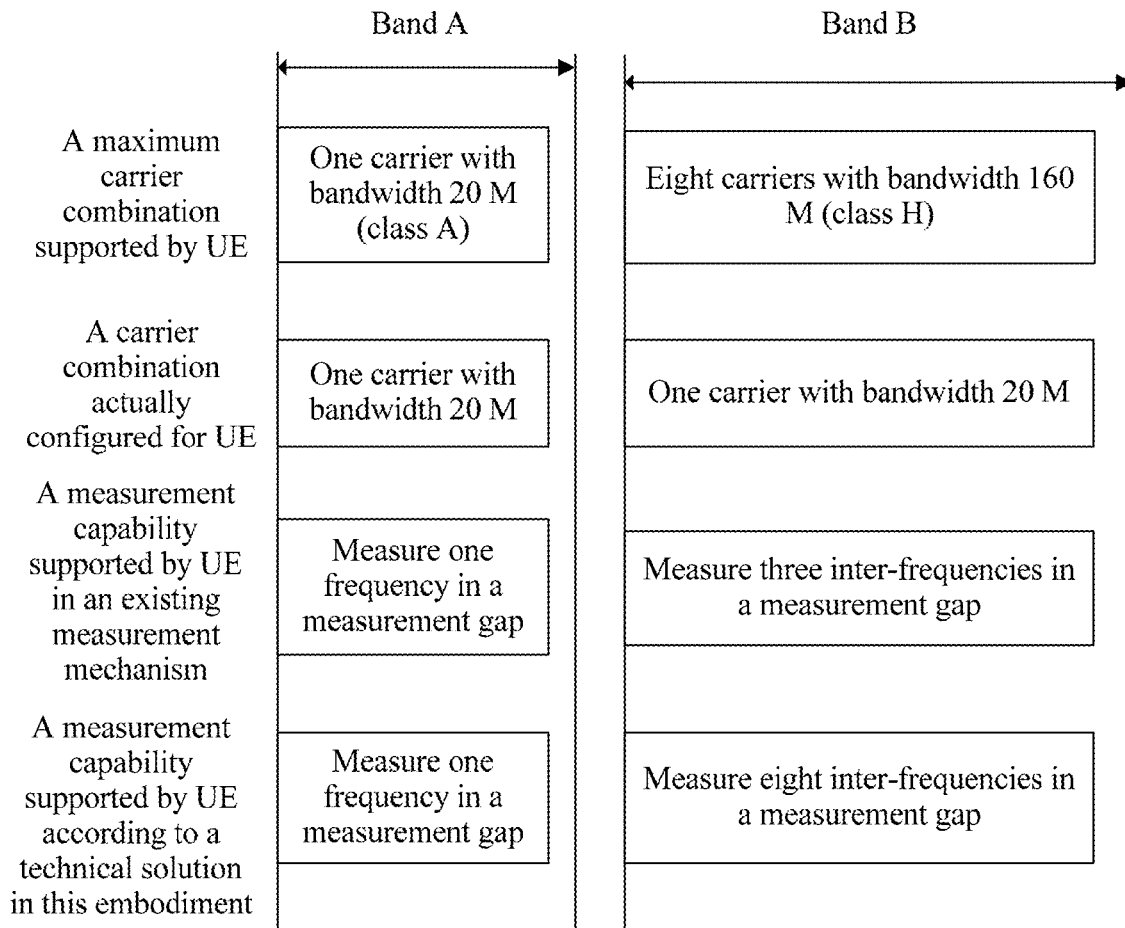 Band A
Band B
A maximum
carrier
combination
supported by UE
One carrier with
bandwidth 20 M
(class A)
Eight carriers with bandwidth 160
M (class H)
A carrier
combination
actually
configured for UE
One carrier with
bandwidth 20 M
One carrier with bandwidth 20 M
A measurement
capability
supported by UE
in an existing
measurement
mechanism
Measure one
frequency in a
measurement gap
Measure three inter-frequencies in
a measurement gap
A measurement
capability
supported by UE
according to a
technical solution
in this embodiment
Measure one
frequency in a
measurement gap
Measure eight inter-frequencies in
a measurement gap